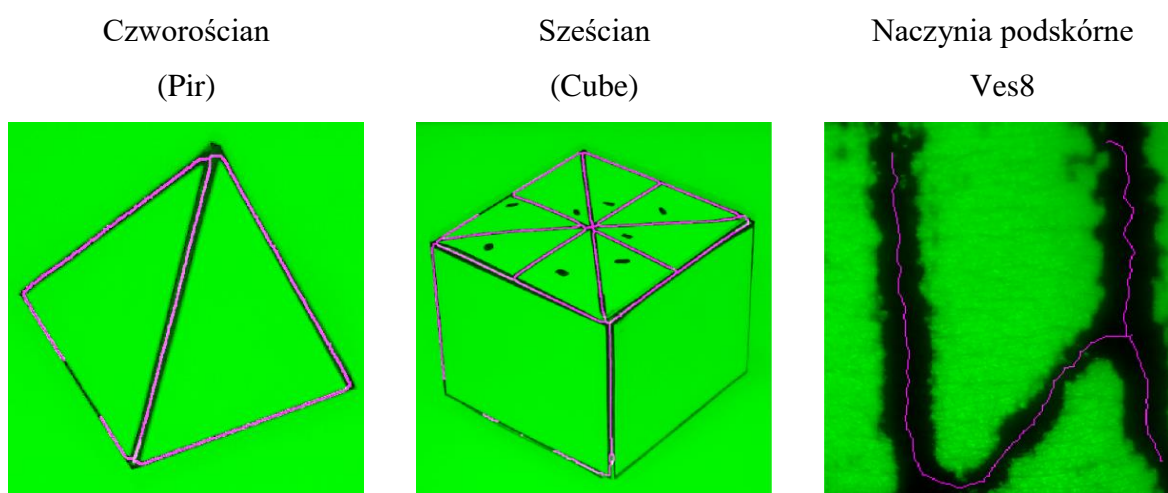 Czworościan
(Pir)
Sześcian
(Cube)
Naczynia podskórne
Ves8